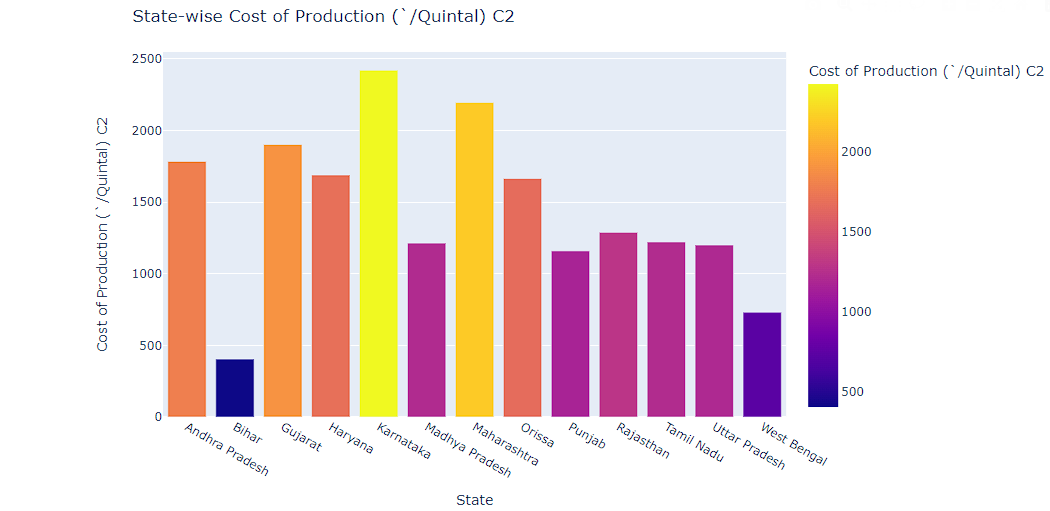 State-wise Cost of Production (`/Quintal) C2
Cost of Production (`/Quintal) C2
2500
2000
1500
1000
500
0
Andhra Pradesh
Bihar
Gujarat
Haryana
Karnataka
Madhya Pradesh
Maharashtra
Orissa
Punjab
Rajasthan
Tamil Nadu
Uttar Pradesh
West Bengal
State
Cost of Production (`/Quintal) C2
2000
1500
1000
500